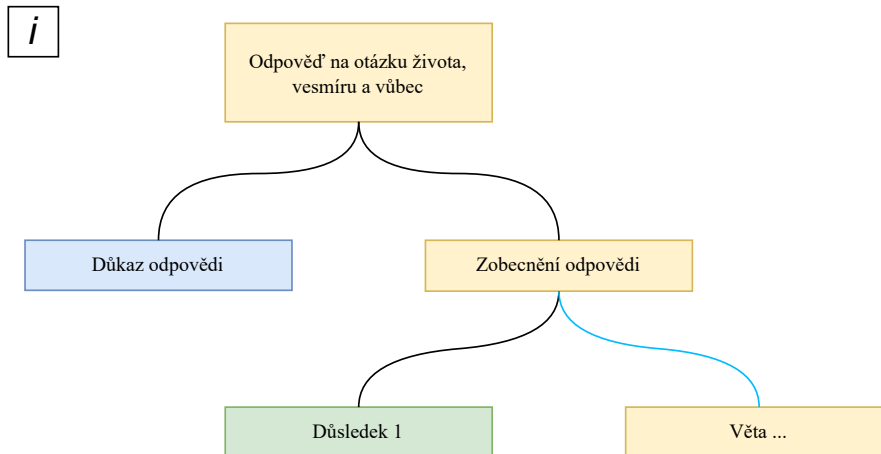 i
Odpověď na otázku života,
vesmíru a vůbec
Důkaz odpovědi
Zobecnění odpovědi
Důsledek 1
Věta ...